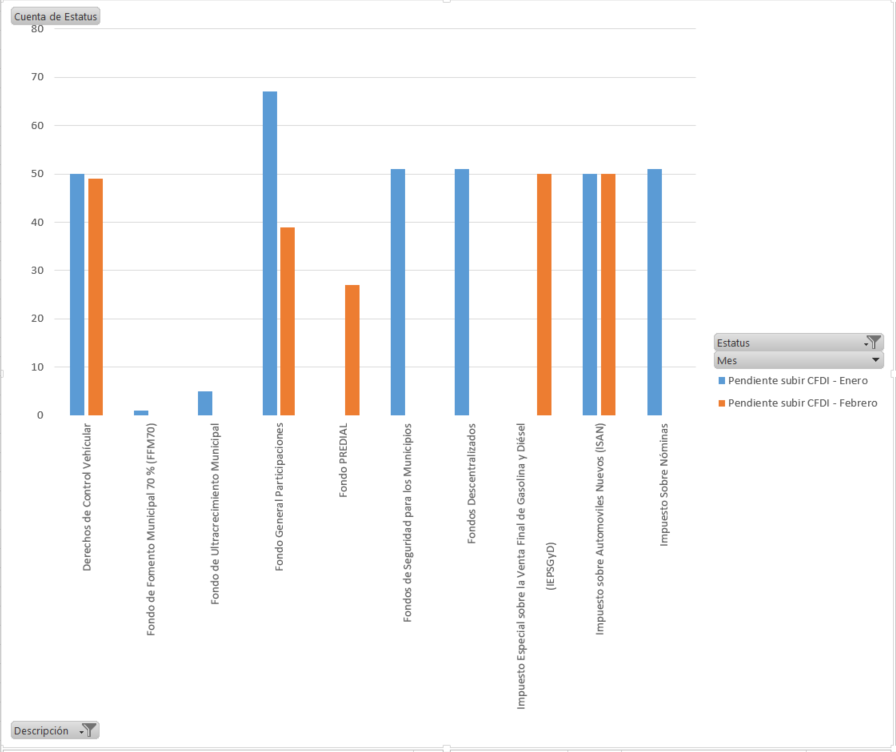 Cuenta de Estatus
80
70
60
50
40
30
20
10
0
Derechos de Control Vehícular
Fondo de Fomento Municipal 70 % (FFM70)
Fondo de Ultracrecimiento Municipal
Fondo General Participaciones
Fondo PREDIAL
Fondos de Seguridad para los Municipios
Fondos Descentralizados
Impuesto Especial sobre la Venta Final de Gasolina y Diésel
(IEPSGyD)
Impuesto sobre Automoviles Nuevos (ISAN)
Impuesto Sobre Nóminas
Estatus
Mes
Pendiente subir CFDI - Enero
Pendiente subir CFDI - Febrero
Descripción